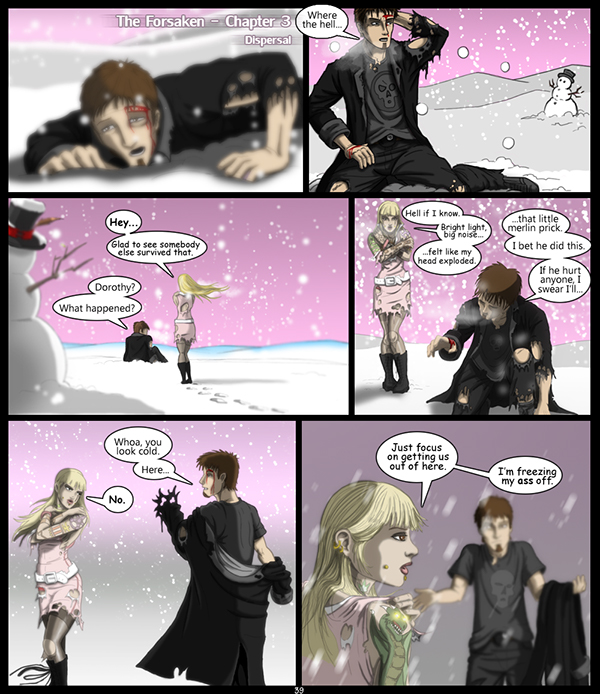 The Forsaken - Chapter 3
Dispersal
Where
the hell...
Hey...
Glad to see somebody
else survived that.
Dorothy?
What happened?
Hell if I know.
Bright light,
big noise...
...felt like my
head exploded.
...that little
merlin prick.
I bet he did this.
If he hurt
anyone, I
swear I'll...
Whoa, you
look cold.
Here...
No.
Just focus
on getting us
out of here.
I'm freezing
my ass off.
39